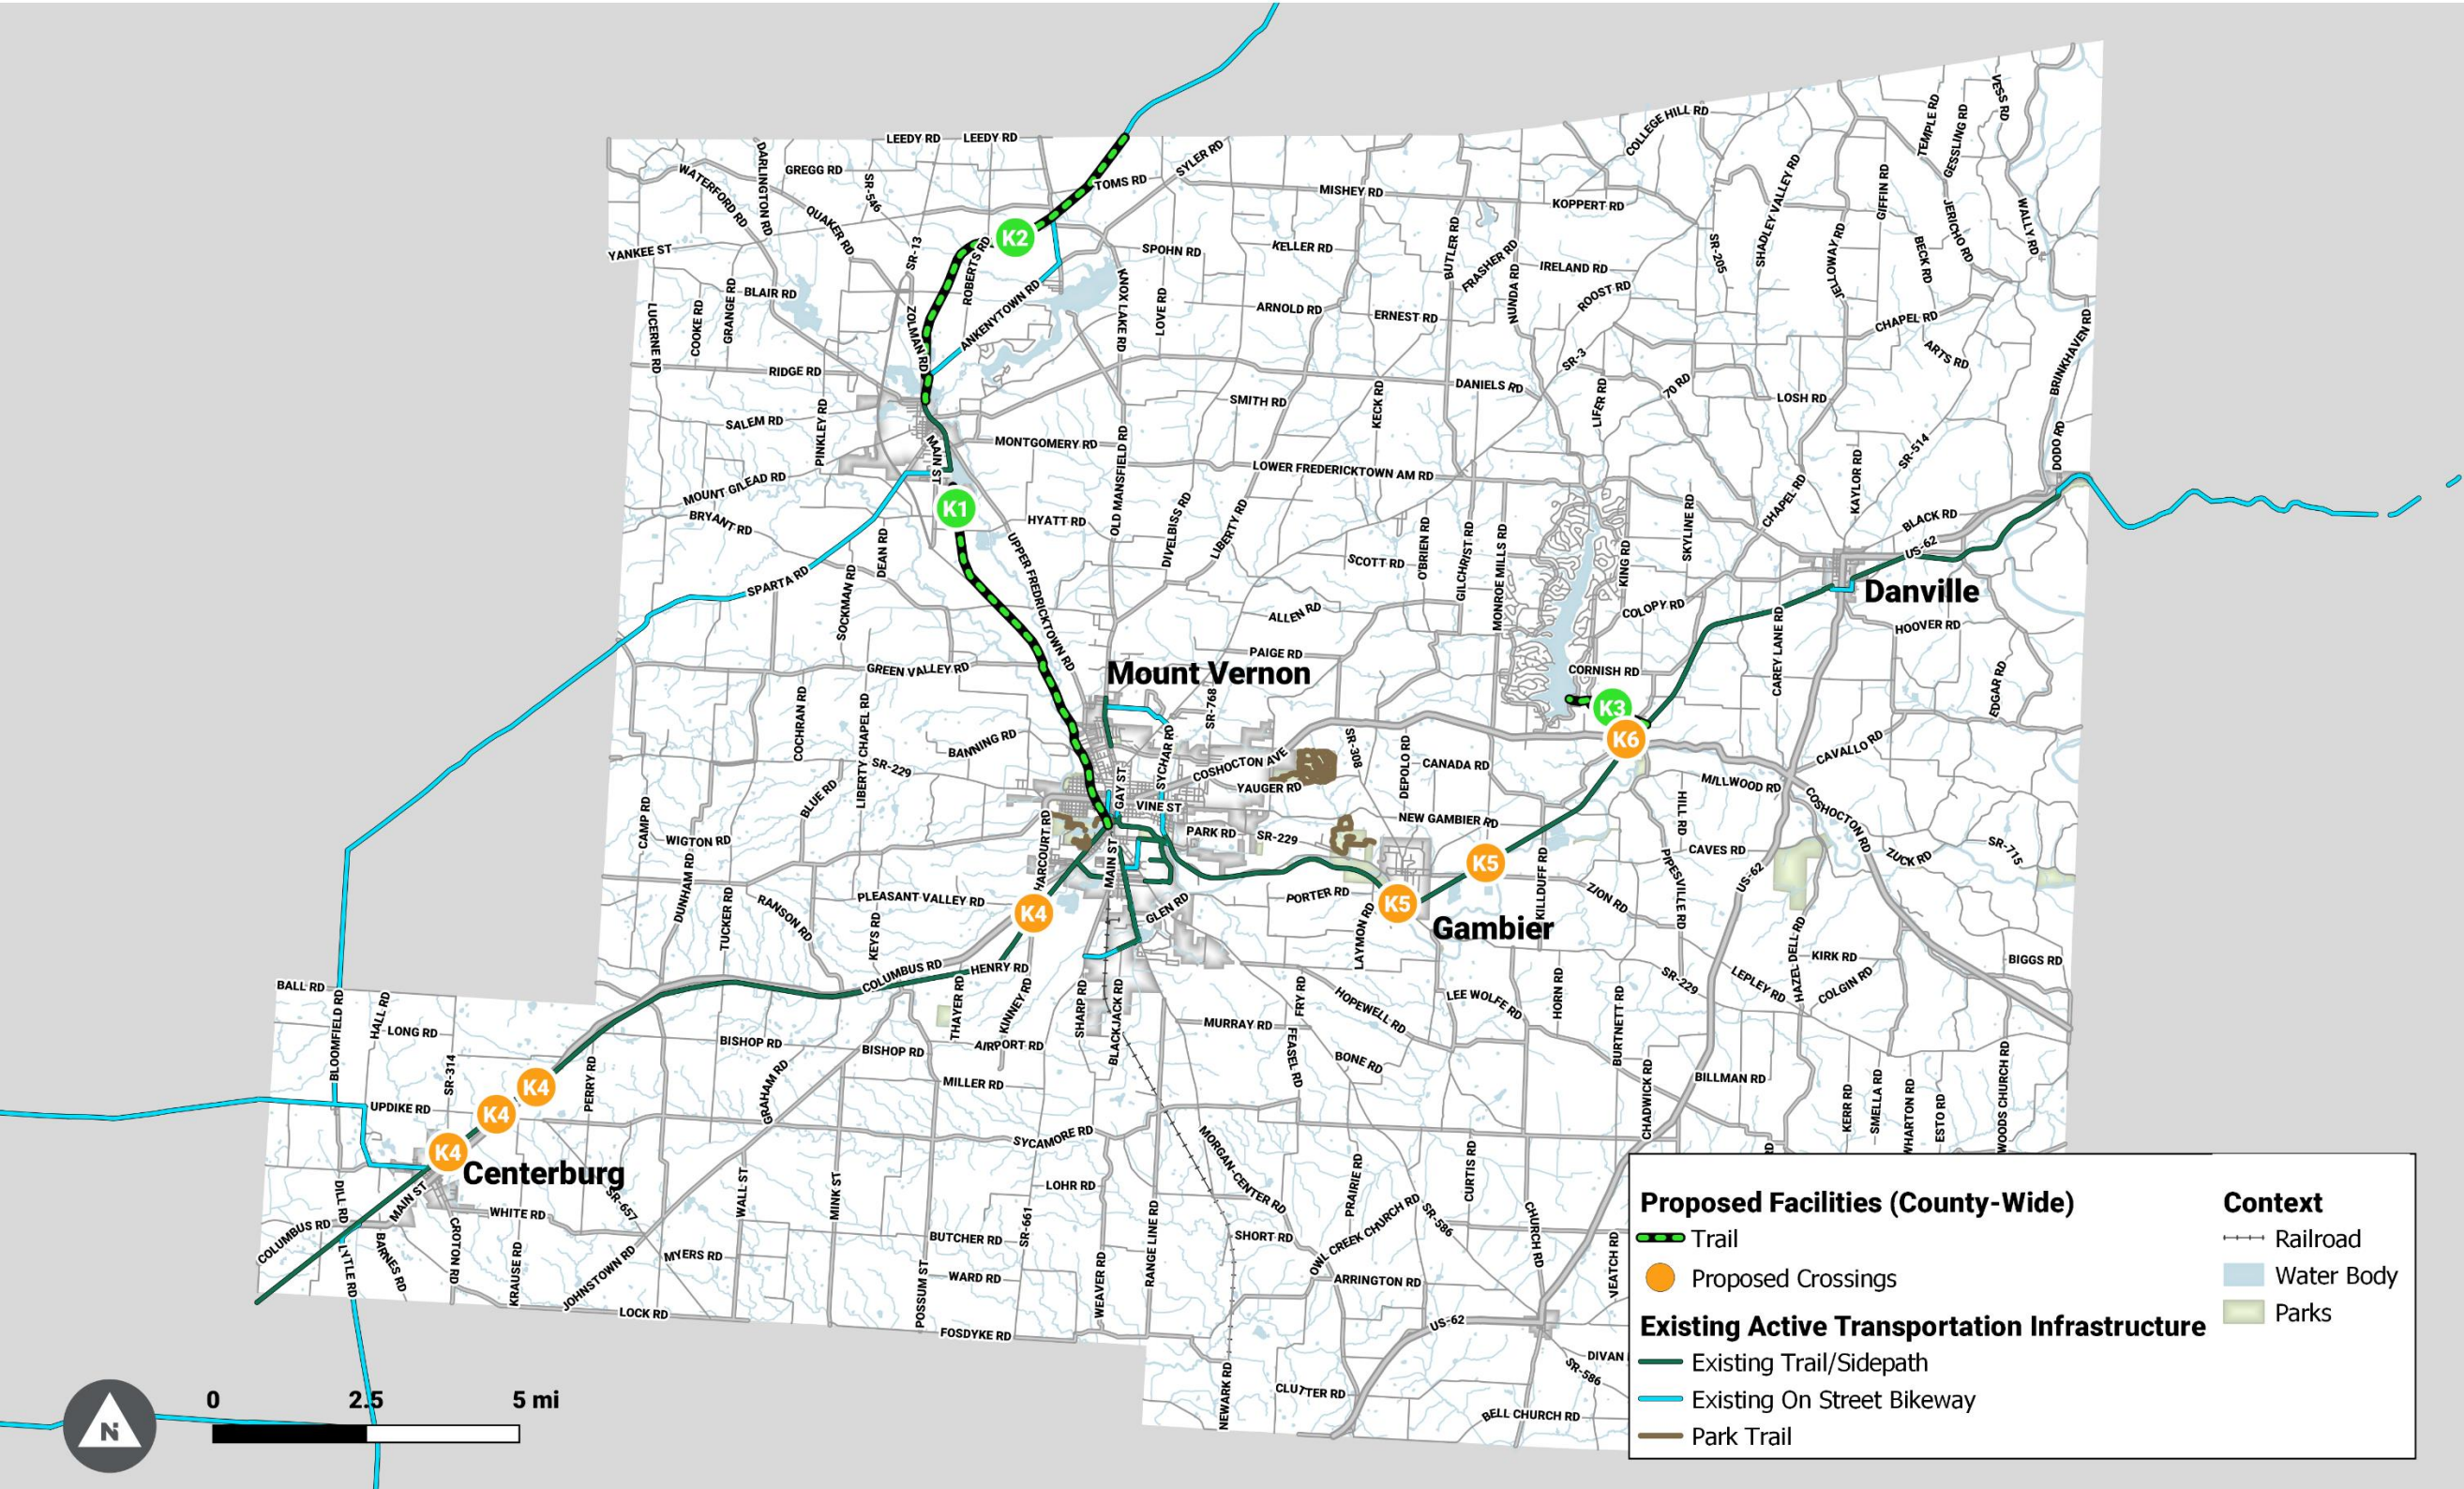 LEEDY RD
LEEDY RD
COLLEGE HILL RD
TEMPLE RD
GESSLING RD
VESS RD
DARLINGTON RD
GREGG RD
SR-546
WATERFORD RD
QUAKER RD
TOMS RD
SYLER RD
MISHEY RD
KOPPERT RD
SHADLEY VALLEY RD
GIFFIN RD
JERICHO RD
WALLY RD
YANKEE ST
SR-13
ROBERTS RD
K2
SPOHN RD
KELLER RD
BUTLER RD
FRASHER RD
IRELAND RD
SR-205
JELLOWAY RD
BECK RD
LUCERNE RD
COOKE RD
GRANGE RD
BLAIR RD
ZOLMAN RD
ANKENYTOWN RD
KNOX LAKE RD
LOVE RD
ARNOLD RD
ERNEST RD
NUNDA RD
ROOST RD
CHAPEL RD
ARTS RD
BRINKHAVEN RD
RIDGE RD
SR-3
DANIELS RD
70 RD
LIFER RD
LOSH RD
SALEM RD
PINKLEY RD
SMITH RD
KECK RD
MAIN ST
MONTGOMERY RD
OLD MANSFIELD RD
LOWER FREDERICKTOWN AM RD
KAYLOR RD
SR-514
DODO RD
MOUNT GILEAD RD
BRYANT RD
K1
HYATT RD
DIVELBISS RD
LIBERTY RD
SKYLINE RD
CHAPEL RD
BLACK RD
US-62
DEAN RD
UPPER FREDRICKTOWN RD
SCOTT RD
O'BRIEN RD
GILCHRIST RD
MONROE MILLS RD
KING RD
SPARTA RD
SOCKMAN RD
ALLEN RD
COLOPY RD
Danville
CAREY LANE RD
HOOVER RD
GREEN VALLEY RD
PAIGE RD
Mount Vernon
CORNISH RD
EDGAR RD
COCHRAN RD
LIBERTY CHAPEL RD
SR-768
K3
K6
BANNING RD
SR-229
SYCHAR RD
COSHOCTON AVE
SR-308
DEPOLO RD
CANADA RD
CAVALLO RD
CAMP RD
BLUE RD
GAY ST
YAUGER RD
VINE ST
MILLWOOD RD
COSHOCTON RD
WIGTON RD
HARCOURT RD
MAIN ST
PARK RD
SR-229
NEW GAMBIER RD
HILL RD
CAVES RD
ZUCK RD
SR-715
DUNHAM RD
K5
KILLDUFF RD
PIPESVILLE RD
US-62
TUCKER RD
RANSON RD
PLEASANT VALLEY RD
KEYS RD
K4
GLEN RD
PORTER RD
LAYMON RD
K5
Gambier
ZION RD
HAZEL DELL RD
KIRK RD
BIGGS RD
BALL RD
COLUMBUS RD
HENRY RD
SR-229
LEPLEY RD
COLGIN RD
BLOOMFIELD RD
HALL RD
LONG RD
THAYER RD
KINNEY RD
SHARP RD
BLACKJACK RD
FRY RD
HOPEWELL RD
LEE WOLFE RD
HORN RD
BURTNETT RD
SR-314
BISHOP RD
BISHOP RD
AIRPORT RD
MURRAY RD
FEASEL RD
BONE RD
K4
PERRY RD
GRAHAM RD
MILLER RD
CHADWICK RD
BILLMAN RD
KERR RD
SMELLA RD
WHARTON RD
ESTO RD
WOODS CHURCH RD
UPDIKE RD
K4
SYCAMORE RD
MORGAN-CENTER RD
K4
Centerburg
RD
DILL RD
MAIN ST
SR-657
WALL ST
MINK ST
LOHR RD
PRAIRIE RD
CURTIS RD
COLUMBUS RD
WHITE RD
LYTLE RD
BARNES RD
CROTON RD
KRAUSE RD
JOHNSTOWN RD
MYERS RD
SR-661
BUTCHER RD
WARD RD
POSSUM ST
WEAVER RD
RANGE LINE RD
SHORT RD
OWL CREEK CHURCH RD
SR-586
CHURCH RD
VEATCH RD
ARRINGTON RD
LOCK RD
FOSDYKE RD
US-62
DIVAN
SR-586
NEWARK RD
CLUTTER RD
BELL CHURCH RD
0 2.5 5 mi
N
Proposed Facilities (County-Wide)
Trail
Proposed Crossings
Existing Active Transportation Infrastructure
Existing Trail/Sidepath
Existing On Street Bikeway
Park Trail
Context
Railroad
Water Body
Parks